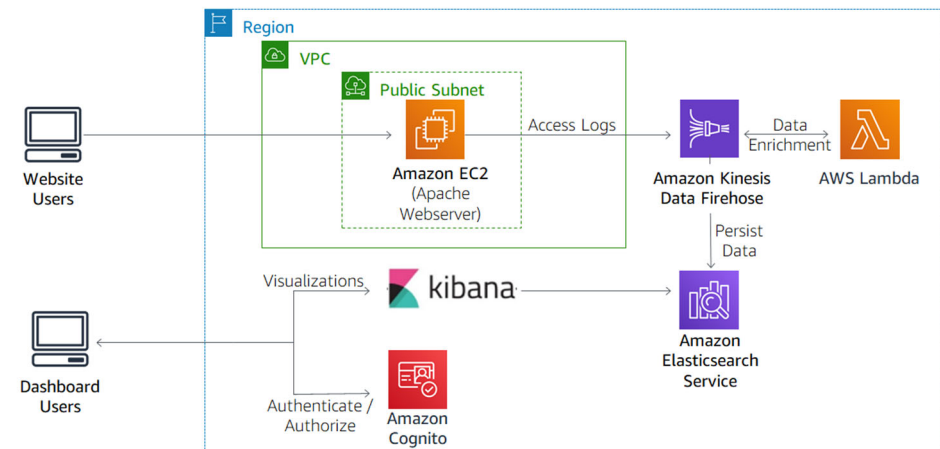 Region
VPC
Public Subnet
Website
Users
Amazon EC2
(Apache
Webserver)
Access Logs
Amazon Kinesis
Data Firehose
Data
Enrichment
AWS Lambda
Persist
Data
Visualizations
kibana
Amazon
Elasticsearch
Service
Dashboard
Users
Authenticate /
Authorize
Amazon
Cognito